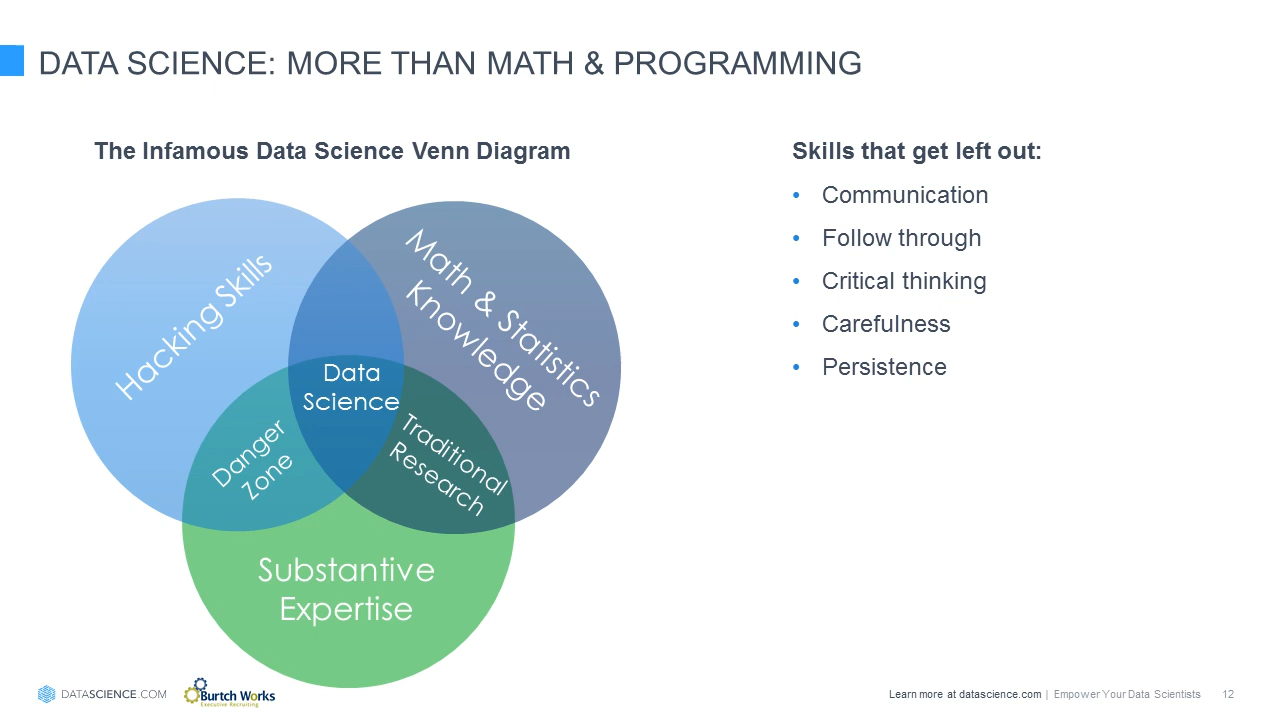 DATA SCIENCE: MORE THAN MATH & PROGRAMMING
The Infamous Data Science Venn Diagram
Hacking Skills
Math & Statistics
Knowledge
Data
Science
Danger
Zone
Traditional
Research
Substantive
Expertise
Skills that get left out:
• Communication
• Follow through
• Critical thinking
• Carefulness
• Persistence
DATASCIENCE.COM
Burtch Works
Executive Recruiting
Learn more at datascience.com | Empower Your Data Scientists 12